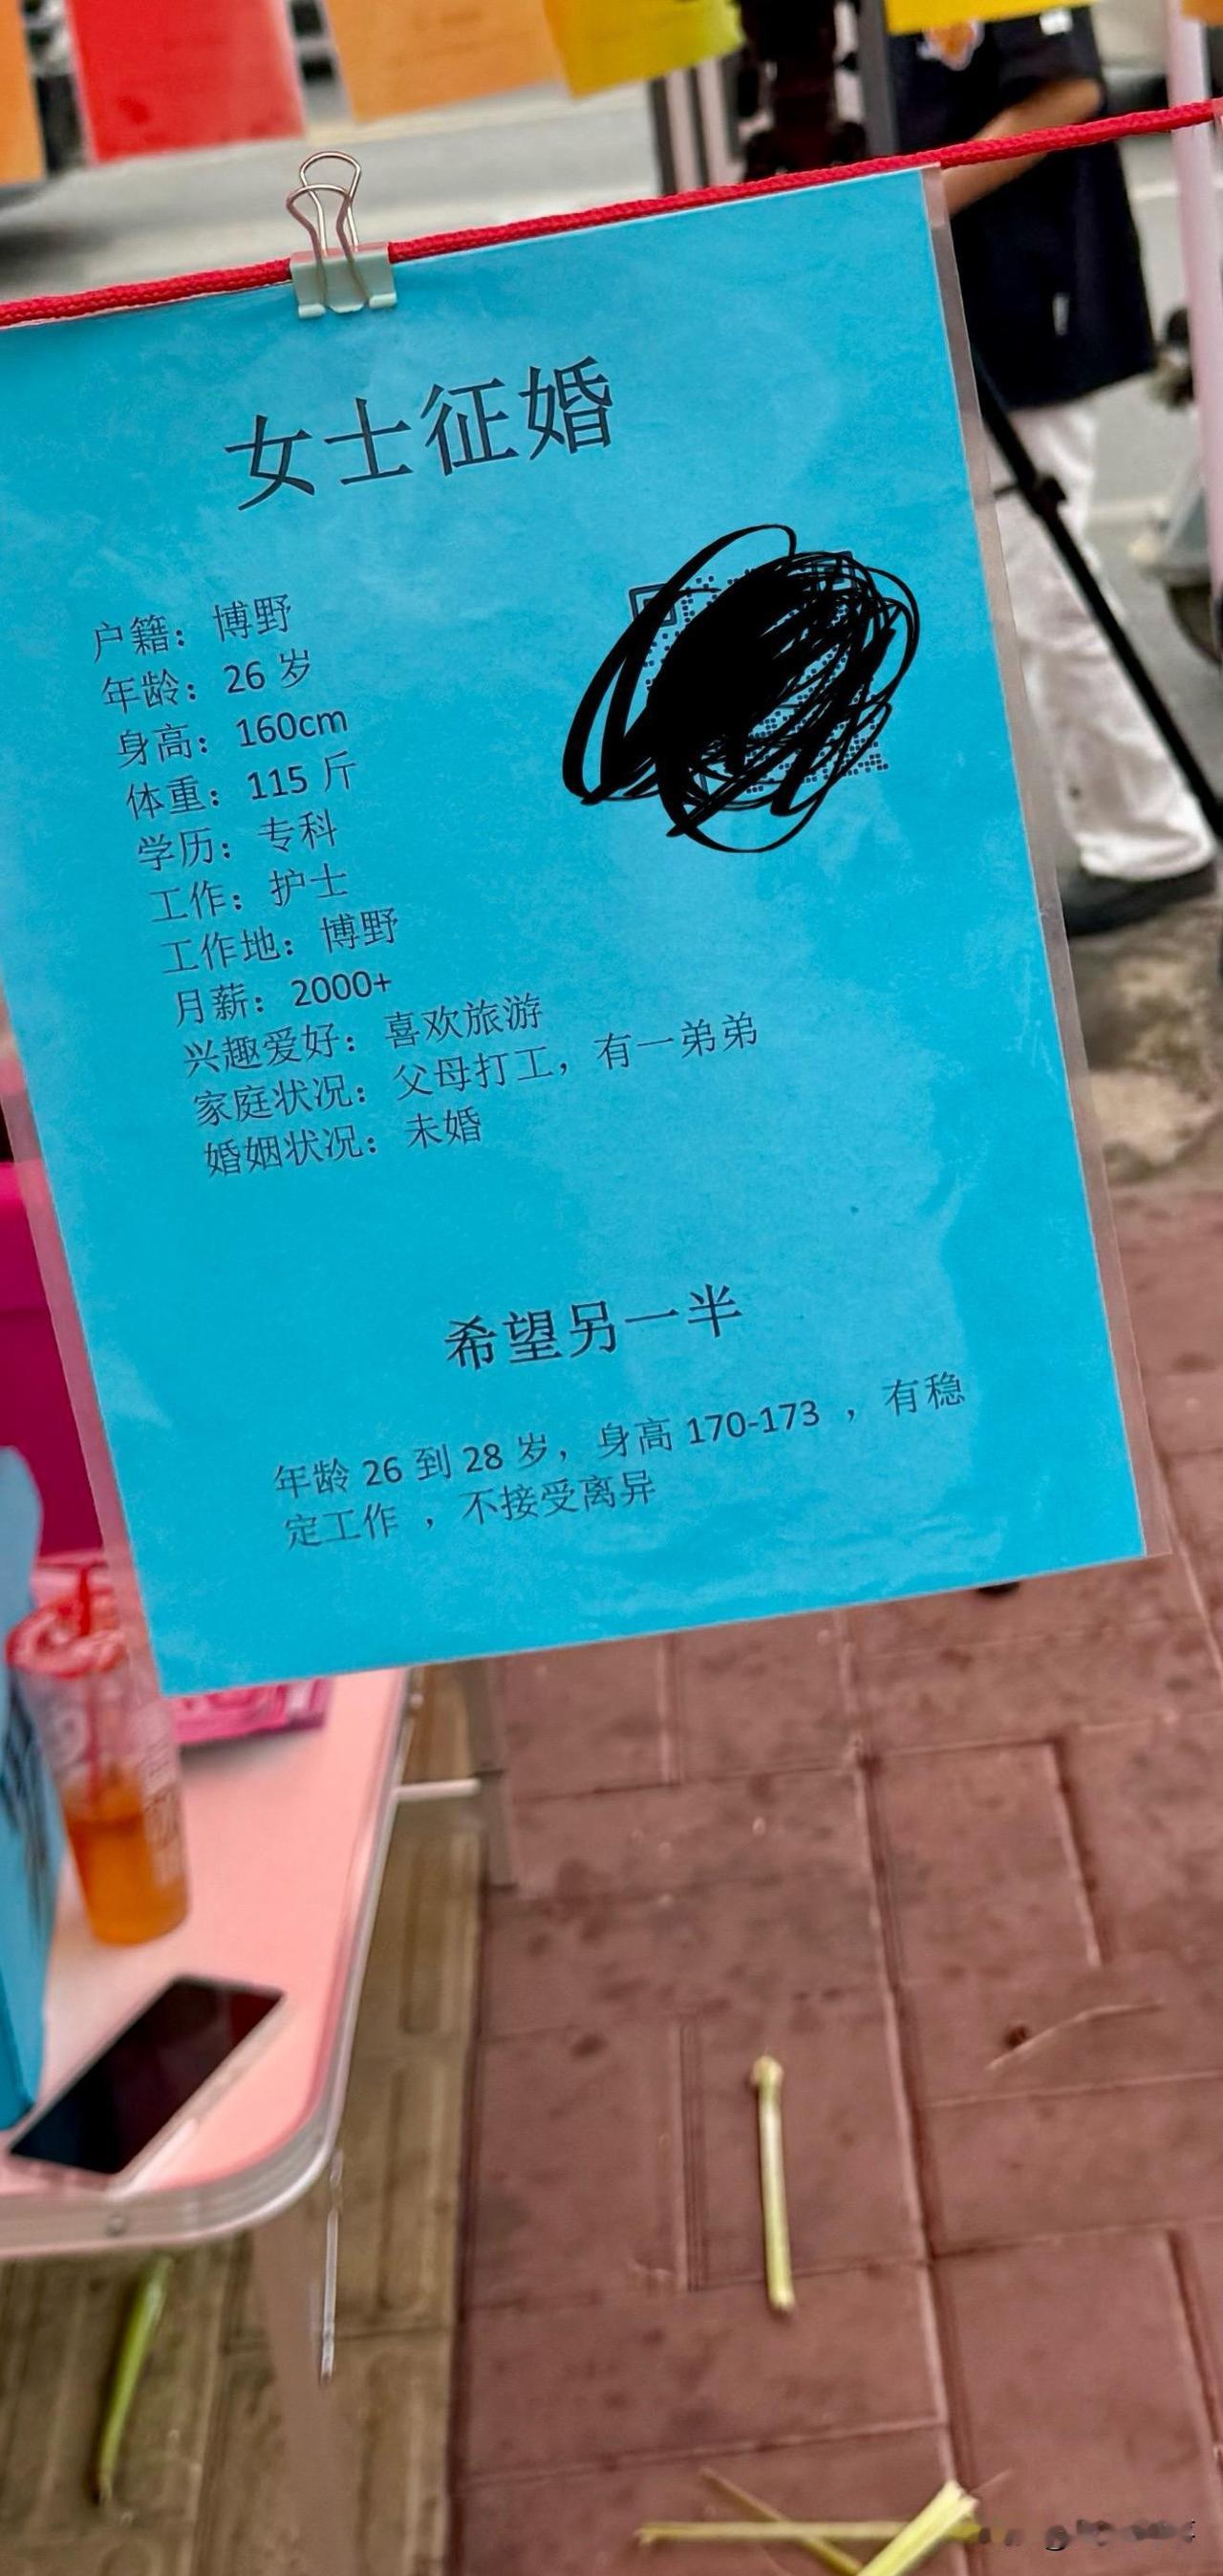 女士征婚
户籍：博野
年龄：26 岁
身高：160cm
体重：115 斤
学历：专科
工作：护士
工作地：博野
月薪：2000+
兴趣爱好：喜欢旅游
家庭状况：父母打工，有一弟弟
婚姻状况：未婚
希望另一半
年龄 26 到 28 岁，身高 170-173 ，有稳
定工作 ，不接受离异